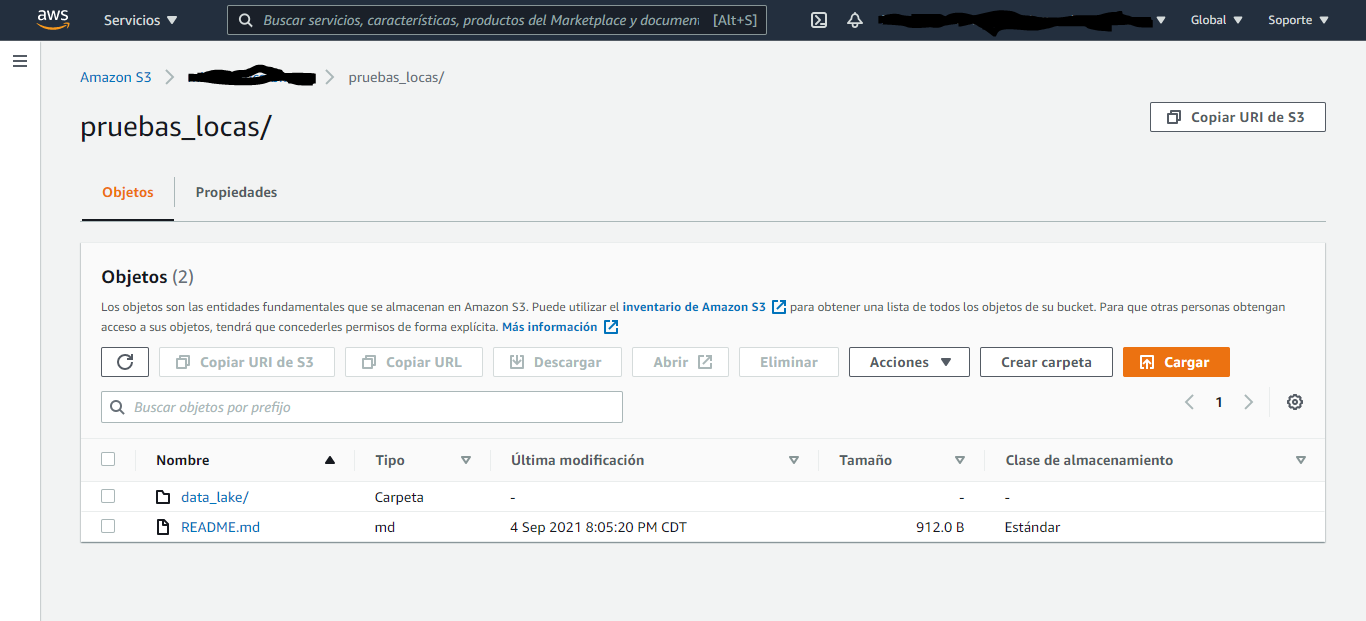 aws Servicios Buscar servicios, características, productos del Marketplace y documen [Alt+S] Global Soporte
Amazon S3 pruebas_locas/
pruebas_locas/
Copiar URI de S3
Objetos Propiedades
Objetos (2)
Los objetos son las entidades fundamentales que se almacenan en Amazon S3. Puede utilizar el inventario de Amazon S3 para obtener una lista de todos los objetos de su bucket. Para que otras personas obtengan
acceso a sus objetos, tendrá que concederles permisos de forma explícita. Más información
Copiar URI de S3 Copiar URL Descargar Abrir Eliminar Acciones Crear carpeta Cargar
Buscar objetos por prefijo 1
Nombre Tipo Última modificación Tamaño Clase de almacenamiento
data_lake/ Carpeta - - -
README.md md 4 Sep 2021 8:05:20 PM CDT 912.0 B Estándar